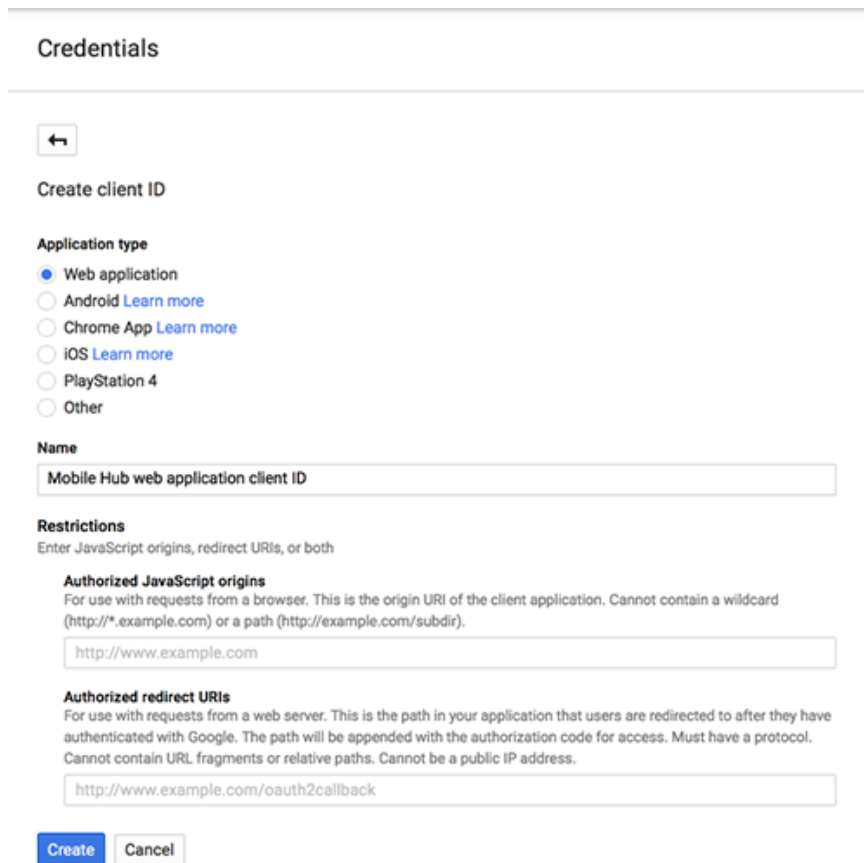 Credentials
Create client ID
Application type
Web application
Android Learn more
Chrome App Learn more
iOS Learn more
PlayStation 4
Other
Name
Mobile Hub web application client ID
Restrictions
Enter JavaScript origins, redirect URIs, or both
Authorized JavaScript origins
For use with requests from a browser. This is the origin URI of the client application. Cannot contain a wildcard
(http://*.example.com) or a path (http://example.com/subdir).
http://www.example.com
Authorized redirect URIs
For use with requests from a web server. This is the path in your application that users are redirected to after they have
authenticated with Google. The path will be appended with the authorization code for access. Must have a protocol.
Cannot contain URL fragments or relative paths. Cannot be a public IP address.
http://www.example.com/oauth2callback
Create Cancel